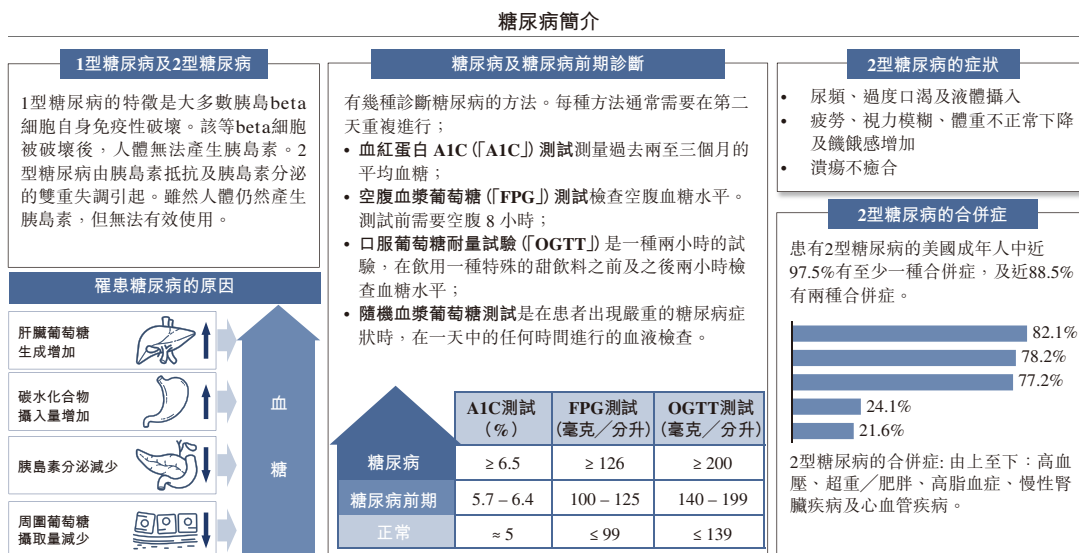 糖尿病簡介
1型糖尿病及2型糖尿病
1型糖尿病的特徵是大多數胰島beta
細胞自身免疫性破壞。該等beta細胞
被破壞後，人體無法產生胰島素。2
型糖尿病由胰島素抵抗及胰島素分泌
的雙重失調引起。雖然人體仍然產生
胰島素，但無法有效使用。
罹患糖尿病的原因
肝臟葡萄糖
生成增加
碳水化合物
攝入量增加
胰島素分泌減少
周圍葡萄糖
攝取量減少
血
糖
糖尿病及糖尿病前期診斷
有幾種診斷糖尿病的方法。每種方法通常需要在第二
天重複進行；
• 血紅蛋白 A1C (「A1C」) 測試測量過去兩至三個月的
平均血糖；
• 空腹血漿葡萄糖 (「FPG」) 測試檢查空腹血糖水平。
測試前需要空腹 8 小時；
• 口服葡萄糖耐量試驗 (「OGTT」) 是一種兩小時的試
驗，在飲用一種特殊的甜飲料之前及之後兩小時檢
查血糖水平；
• 隨機血漿葡萄糖測試是在患者出現嚴重的糖尿病症
狀時，在一天中的任何時間進行的血液檢查。
A1C測試 FPG測試 OGTT測試
（%） (毫克／分升) (毫克／分升)
糖尿病 ≥ 6.5 ≥ 126 ≥ 200
糖尿病前期 5.7 – 6.4 100 – 125 140 – 199
正常 ≈ 5 ≤ 99 ≤ 139
2型糖尿病的症狀
• 尿頻、過度口渴及液體攝入
• 疲勞、視力模糊、體重不正常下降
及饑餓感增加
• 潰瘍不癒合
2型糖尿病的合併症
患有2型糖尿病的美國成年人中近
97.5%有至少一種合併症，及近88.5%
有兩種合併症。
82.1%
78.2%
77.2%
24.1%
21.6%
2型糖尿病的合併症: 由上至下：高血
壓、超重／肥胖、高脂血症、慢性腎
臟疾病及心血管疾病。